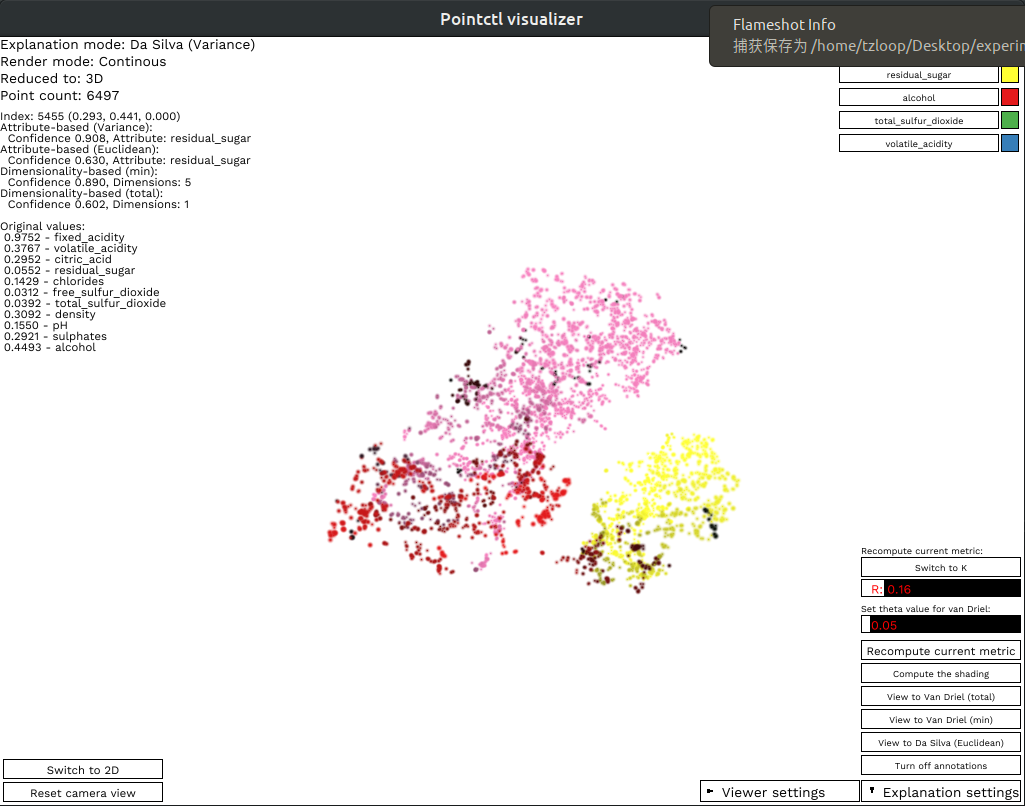 Pointctl visualizer
Flameshot Info
捕获保存为 /home/tzloop/Desktop/experim
Explanation mode: Da Silva (Variance)
Render mode: Continous
Reduced to: 3D
Point count: 6497
Index: 5455 (0.293, 0.441, 0.000)
Attribute-based (Variance):
Confidence 0.908, Attribute: residual_sugar
Attribute-based (Euclidean):
Confidence 0.630, Attribute: residual_sugar
Dimensionality-based (min):
Confidence 0.890, Dimensions: 5
Dimensionality-based (total):
Confidence 0.602, Dimensions: 1
Original values:
0.9752 - fixed_acidity
0.3767 - volatile_acidity
0.2952 - citric_acid
0.0552 - residual_sugar
0.1429 - chlorides
0.0312 - free_sulfur_dioxide
0.0392 - total_sulfur_dioxide
0.3092 - density
0.1550 - pH
0.2921 - sulphates
0.4493 - alcohol
residual_sugar
alcohol
total_sulfur_dioxide
volatile_acidity
Recompute current metric:
Switch to K
R: 0.16
Set theta value for van Driel:
0.05
Recompute current metric
Compute the shading
View to Van Driel (total)
View to Van Driel (min)
View to Da Silva (Euclidean)
Turn off annotations
Switch to 2D
Reset camera view
Viewer settings
Explanation settings